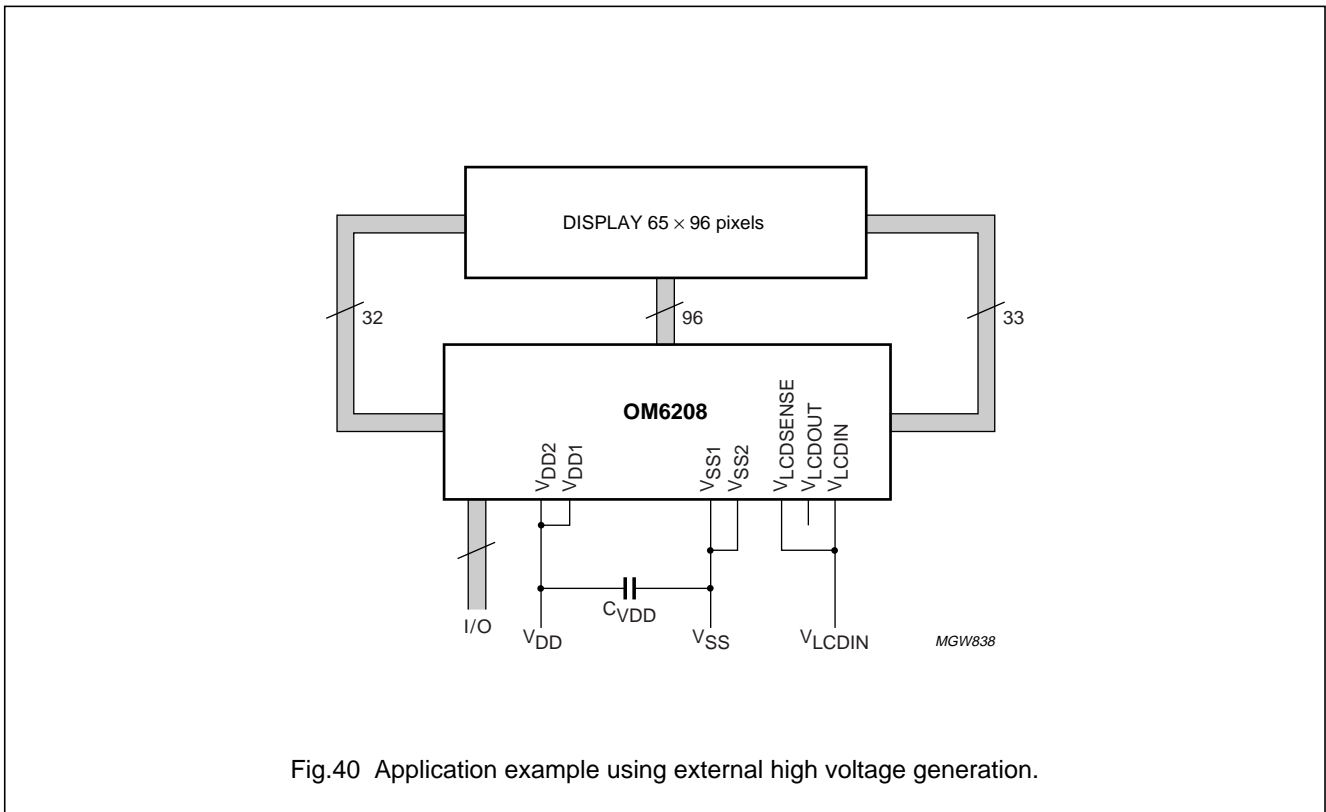 DISPLAY 65 × 96 pixels
32
96
33
OM6208
VDD2
VDD1
VSS1
VSS2
VLCDSENSE
VLCDOUT
VLCDIN
I/O
VDD
CVDD
VSS
VLCDIN
MGW838
Fig.40 Application example using external high voltage generation.